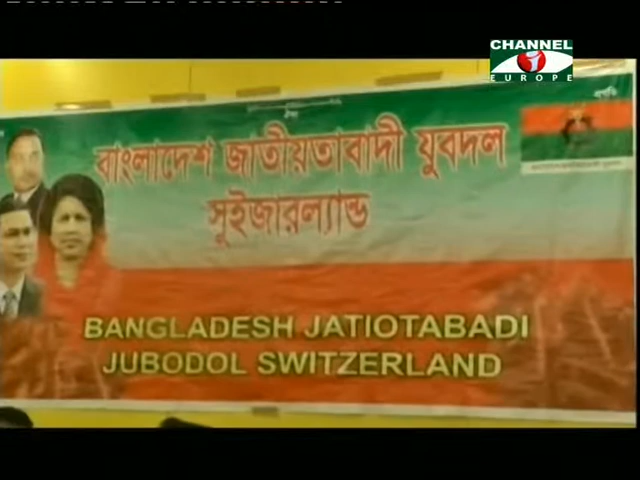 CHANNEL
i
EUROPE
বাংলাদেশ জাতীয়তাবাদী যুবদল
সুইজারল্যান্ড
BANGLADESH JATIOTABADI
JUBODOL SWITZERLAND